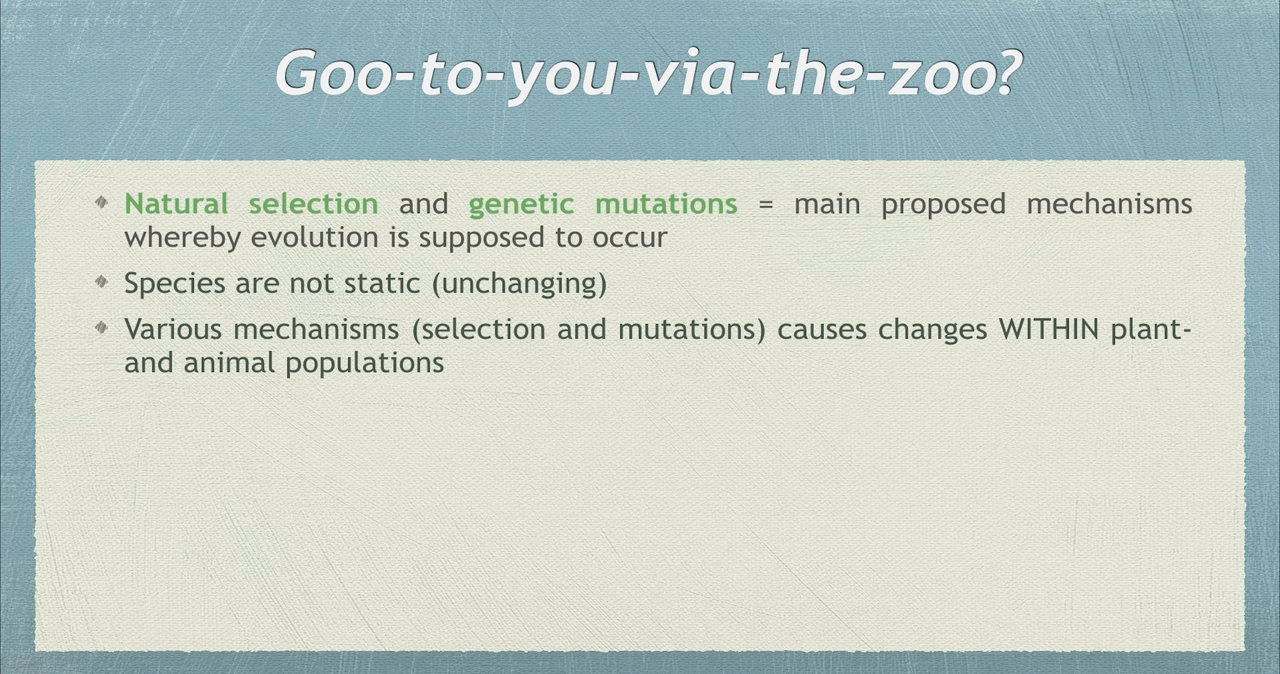 Goo-to-you-via-the-zoo?
Natural selection and genetic mutations = main proposed mechanisms
whereby evolution is supposed to occur
Species are not static (unchanging)
Various mechanisms (selection and mutations) causes changes WITHIN plant-
and animal populations